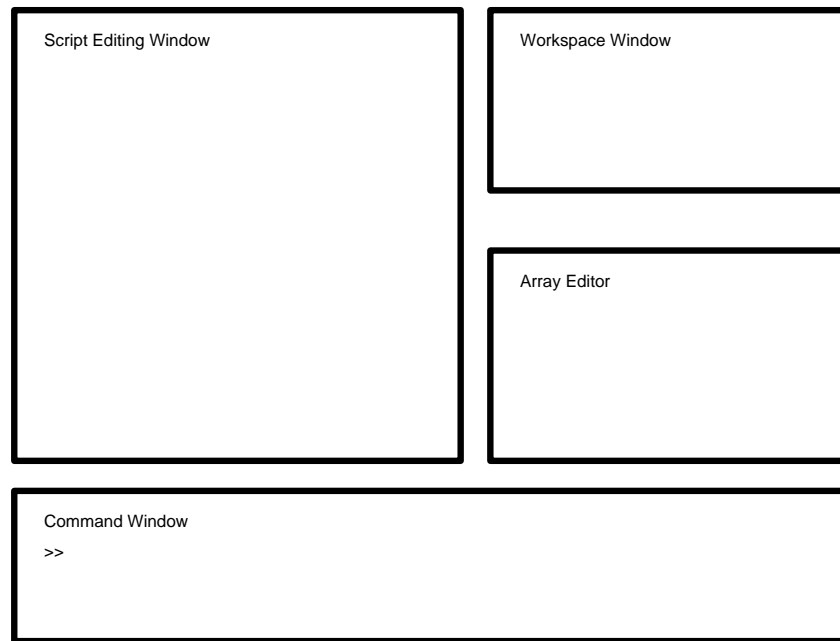 Script Editing Window
Workspace Window
Array Editor
Command Window
>>